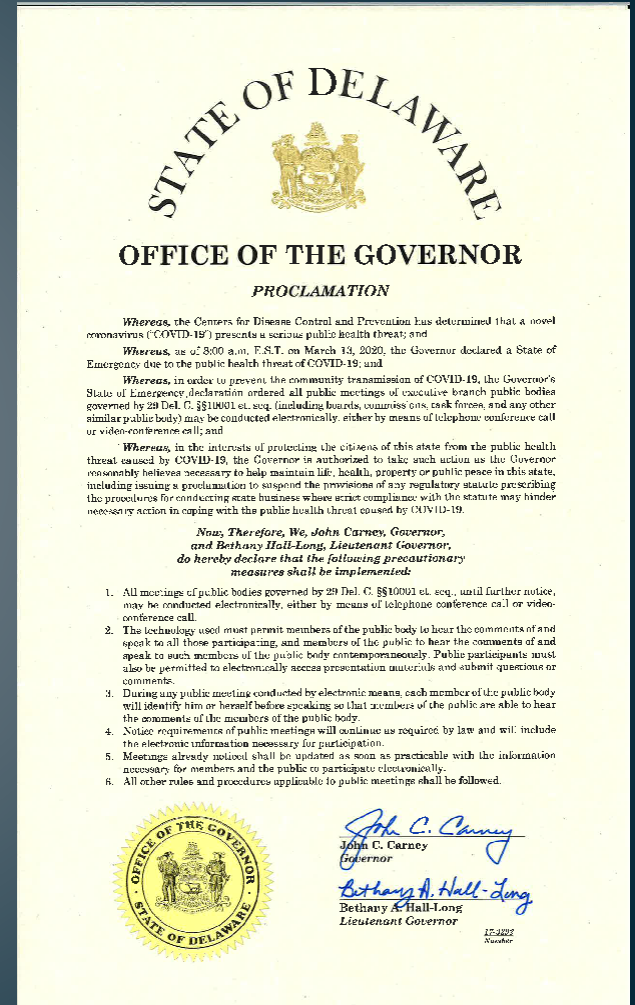 STATE OF DELAWARE
OFFICE OF THE GOVERNOR
PROCLAMATION
Whereas, the Centers for Disease Control and Prevention has determined that a novel
coronavirus ("COVID-19") presents a serious public health threat; and
Whereas, as of 8:00 a.m. E.S.T. on March 13, 2020, the Governor declared a State of
Emergency due to the public health threat of COVID-19; and
Whereas, in order to prevent the community transmission of COVID-19, the Governor's
State of Emergency declaration ordered all public meetings of executive branch public bodies
governed by 29 Del. C. §§10001 et. seq. (including boards, commissions, task forces, and any other
similar public body) may be conducted electronically, either by means of telephone conference call
or video-conference call; and
Whereas, in the interests of protecting the citizens of this state from the public health
threat caused by COVID-19, the Governor is authorized to take such action as the Governor
reasonably believes necessary to help maintain life, health, property or public peace in this state,
including issuing a proclamation to suspend the provisions of any regulatory statute prescribing
the procedures for conducting state business where strict compliance with the statute may hinder
necessary action in coping with the public health threat caused by COVID-19.
Now, Therefore, We, John Carney, Governor,
and Bethany Hall-Long, Lieutenant Governor,
do hereby declare that the following precautionary
measures shall be implemented:
1. All meetings of public bodies governed by 29 Del. C. §§10001 et. seq., until further notice,
may be conducted electronically, either by means of telephone conference call or video-
conference call.
2. The technology used must permit members of the public body to hear the comments of and
speak to all those participating, and members of the public to hear the comments of and
speak to such members of the public body contemporaneously. Public participants must
also be permitted to electronically access presentation materials and submit questions or
comments.
3. During any public meeting conducted by electronic means, each member of the public body
will identify him or herself before speaking so that members of the public are able to hear
the comments of the members of the public body.
4. Notice requirements of public meetings will continue as required by law and will include
the electronic information necessary for participation.
5. Meetings already noticed shall be updated as soon as practicable with the information
necessary for members and the public to participate electronically.
6. All other rules and procedures applicable to public meetings shall be followed.
OFFICE OF THE GOVERNOR
STATE OF DELAWARE
John C. Carney
John C. Carney
Governor
Bethany A. Hall-Long
Bethany A. Hall-Long
Lieutenant Governor
Number